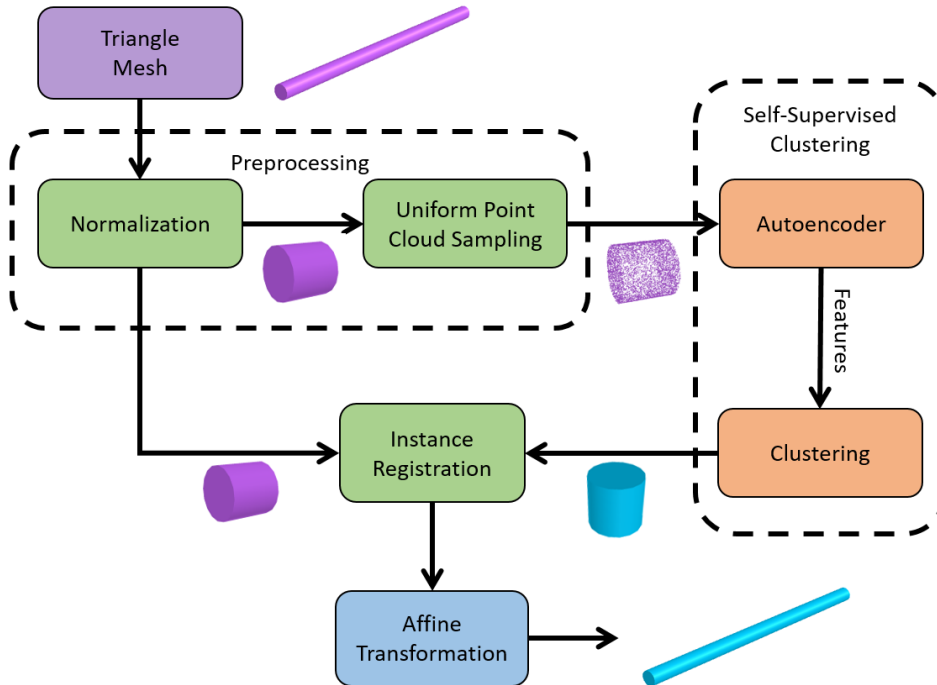 Triangle
Mesh
Preprocessing
Normalization
Uniform Point
Cloud Sampling
Self-Supervised
Clustering
Autoencoder
Features
Clustering
Instance
Registration
Affine
Transformation